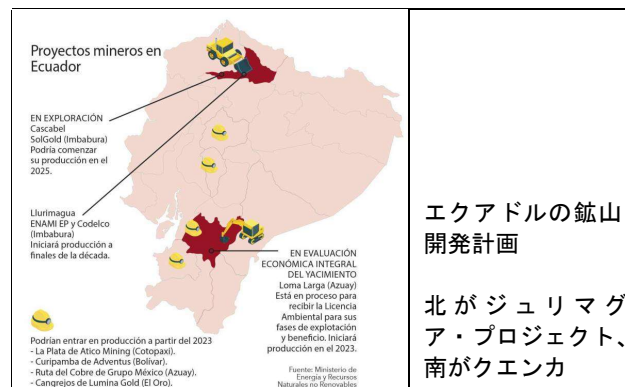 Proyectos mineros en
Ecuador
EN EXPLORACIÓN
Cascabel
SolGold (Imbabura)
Podría comenzar
su producción en el
2025.
Llurimagua
ENAMI EP y Codelco
(Imbabura)
Iniciará producción a
finales de la década.
EN EVALUACIÓN
ECONÓMICA INTEGRAL
DEL YACIMIENTO
Loma Larga (Azuay)
Está en proceso para
recibir la Licencia
Ambiental para sus
fases de explotación
y beneficio. Iniciará
producción en el 2023.
Podrían entrar en producción a partir del 2023
- La Plata de Atico Mining (Cotopaxi).
- Curipamba de Adventus (Bolívar).
- Ruta del Cobre de Grupo México (Azuay).
- Cangrejos de Lumina Gold (El Oro).
Fuente: Ministerio de
Energía y Recursos
Naturales no Renovables
エクアドルの鉱山
開発計画
北がジュリマグ
ア・プロジェクト、
南がクエンカ